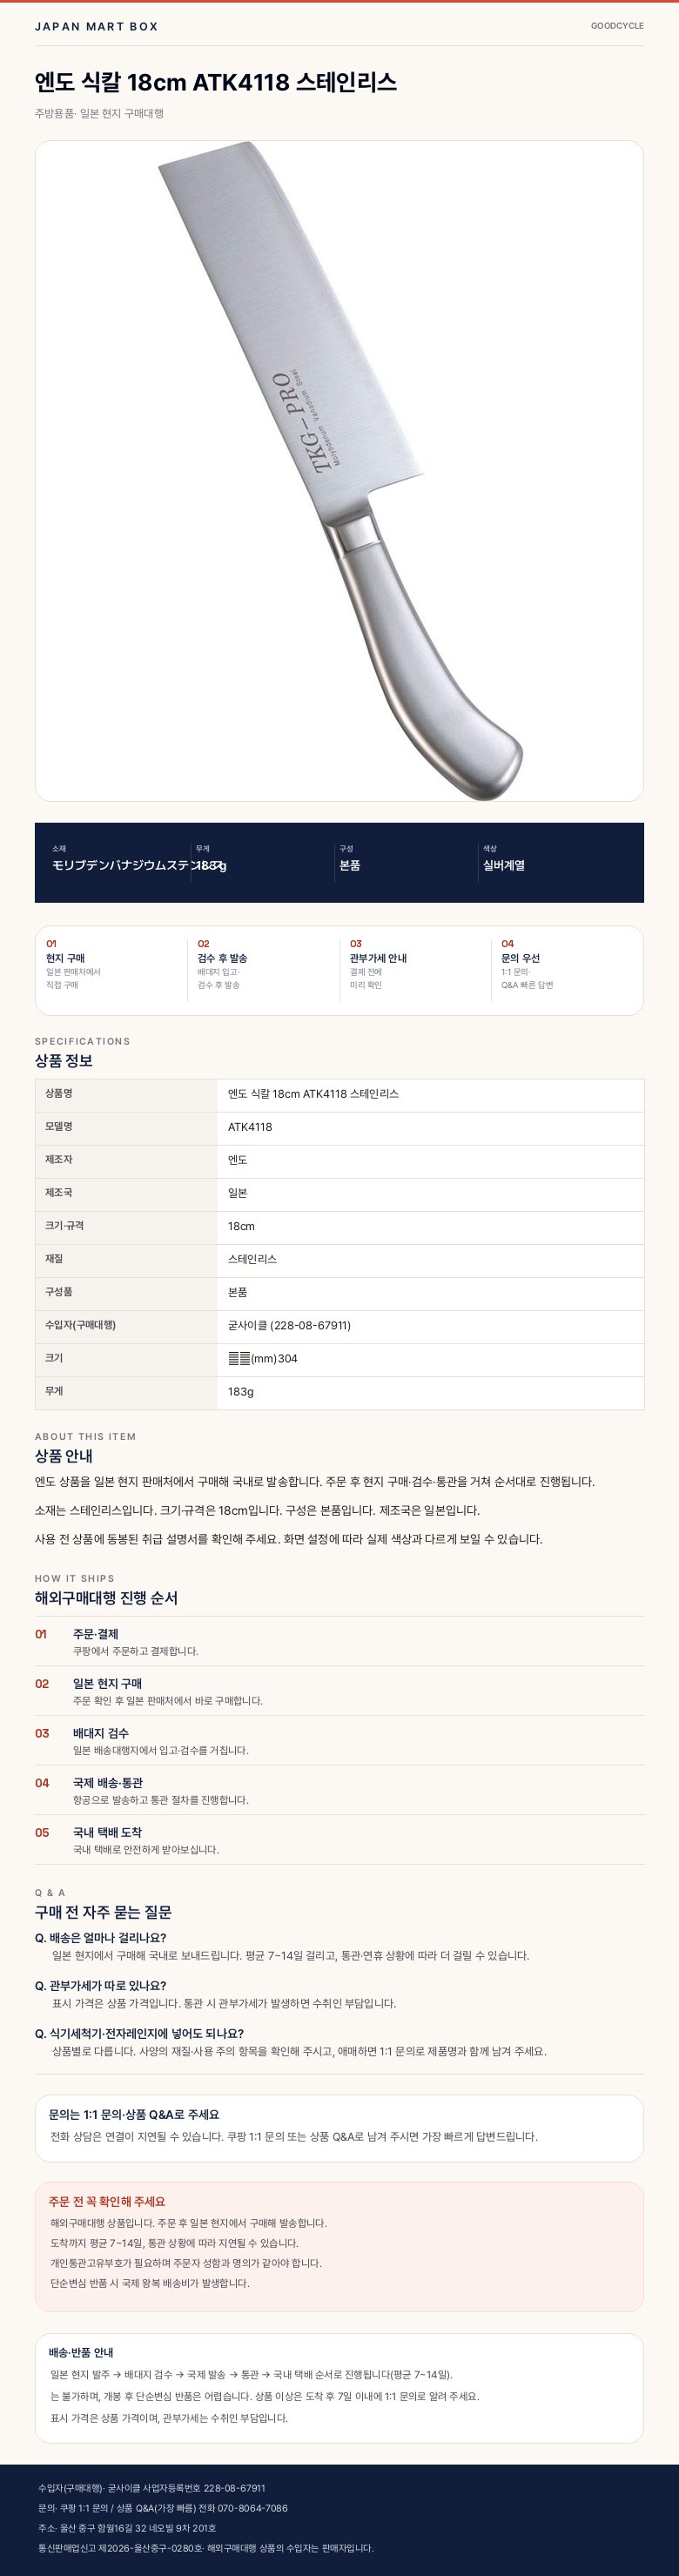 JAPAN MART BOX
GOODCYCLE
엔도 식칼 18cm ATK4118 스테인리스
주방용품· 일본 현지 구매대행
TKG-PRO
Molybdenum Vanadium Steel
소재
モリブデンバナジウムステンレス
무게
183g
구성
본품
색상
실버계열
01
현지 구매
일본 판매처에서
직접 구매
02
검수 후 발송
배대지 입고·
검수 후 발송
03
관부가세 안내
결제 전에
미리 확인
04
문의 우선
1:1 문의·
Q&A 빠른 답변
SPECIFICATIONS
상품 정보
상품명 엔도 식칼 18cm ATK4118 스테인리스
모델명 ATK4118
제조자 엔도
제조국 일본
크기·규격 18cm
재질 스테인리스
구성품 본품
수입자(구매대행) 굳사이클 (228-08-67911)
크기 (mm)304
무게 183g
ABOUT THIS ITEM
상품 안내
엔도 상품을 일본 현지 판매처에서 구매해 국내로 발송합니다. 주문 후 현지 구매·검수·통관을 거쳐 순서대로 진행됩니다.
소재는 스테인리스입니다. 크기·규격은 18cm입니다. 구성은 본품입니다. 제조국은 일본입니다.
사용 전 상품에 동봉된 취급 설명서를 확인해 주세요. 화면 설정에 따라 실제 색상과 다르게 보일 수 있습니다.
HOW IT SHIPS
해외구매대행 진행 순서
01 주문·결제
쿠팡에서 주문하고 결제합니다.
02 일본 현지 구매
주문 확인 후 일본 판매처에서 바로 구매합니다.
03 배대지 검수
일본 배송대행지에서 입고·검수를 거칩니다.
04 국제 배송·통관
항공으로 발송하고 통관 절차를 진행합니다.
05 국내 택배 도착
국내 택배로 안전하게 받아보십니다.
Q & A
구매 전 자주 묻는 질문
Q. 배송은 얼마나 걸리나요?
일본 현지에서 구매해 국내로 보내드립니다. 평균 7~14일 걸리고, 통관·연휴 상황에 따라 더 걸릴 수 있습니다.
Q. 관부가세가 따로 있나요?
표시 가격은 상품 가격입니다. 통관 시 관부가세가 발생하면 수취인 부담입니다.
Q. 식기세척기·전자레인지에 넣어도 되나요?
상품별로 다릅니다. 사양의 재질·사용 주의 항목을 확인해 주시고, 애매하면 1:1 문의로 제품명과 함께 남겨 주세요.
문의는 1:1 문의·상품 Q&A로 주세요
전화 상담은 연결이 지연될 수 있습니다. 쿠팡 1:1 문의 또는 상품 Q&A로 남겨 주시면 가장 빠르게 답변드립니다.
주문 전 꼭 확인해 주세요
해외구매대행 상품입니다. 주문 후 일본 현지에서 구매해 발송합니다.
도착까지 평균 7~14일, 통관 상황에 따라 지연될 수 있습니다.
개인통관고유부호가 필요하며 주문자 성함과 명의가 같아야 합니다.
단순변심 반품 시 국제 왕복 배송비가 발생합니다.
배송·반품 안내
일본 현지 발주 → 배대지 검수 → 국제 발송 → 통관 → 국내 택배 순서로 진행됩니다(평균 7~14일).
는 불가하며, 개봉 후 단순변심 반품은 어렵습니다. 상품 이상은 도착 후 7일 이내에 1:1 문의로 알려 주세요.
표시 가격은 상품 가격이며, 관부가세는 수취인 부담입니다.
수입자(구매대행)· 굳사이클 사업자등록번호 228-08-67911
문의· 쿠팡 1:1 문의 / 상품 Q&A(가장 빠름) 전화 070-8064-7086
주소· 울산 중구 함월16길 32 네오빌 9차 201호
통신판매업신고 제2026-울산중구-0280호· 해외구매대행 상품의 수입자는 판매자입니다.